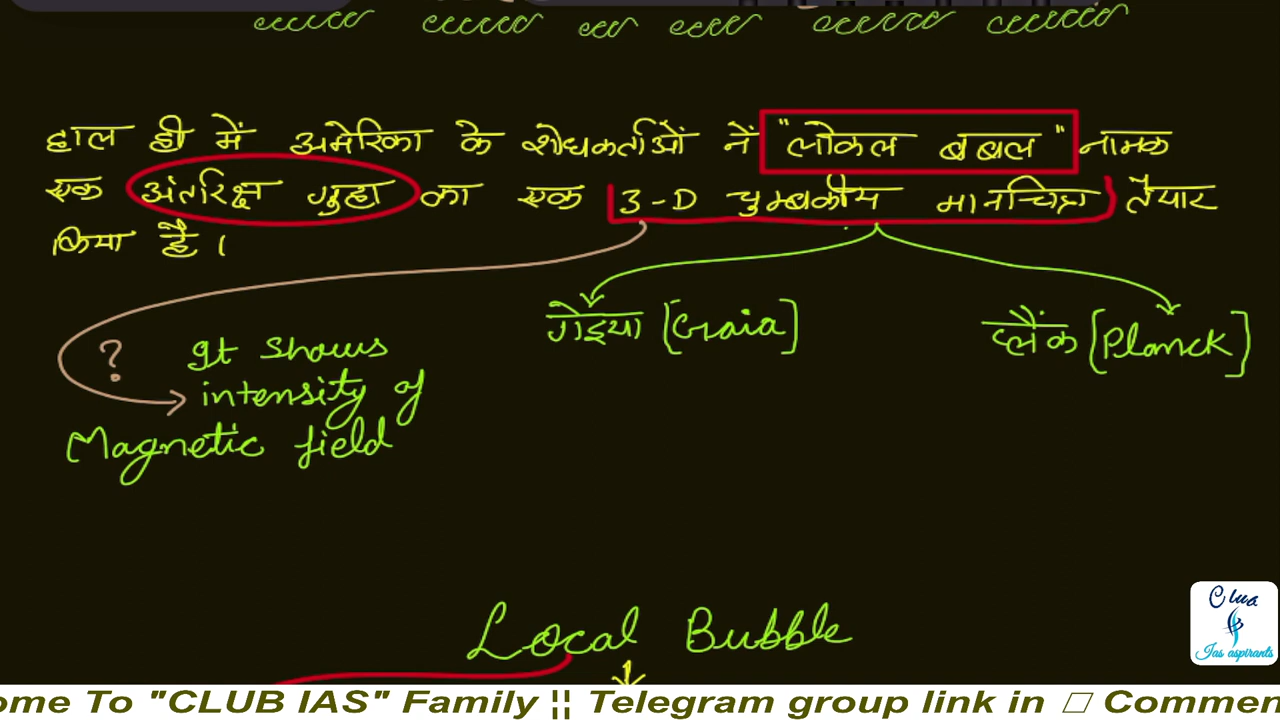 हाल ही में अमेरिका के शोधकर्ताओं नें "लोकल बबल" नामक
एक अंतरिक्ष गुहा का एक 3-D चुम्बकीय मानचित्र तैयार
किया है।
गेइया [Gaia]
प्लैंक [Planck]
? It shows
intensity of
Magnetic field
Local Bubble
Club
Ias aspirants
ome To "CLUB IAS" Family ¦¦ Telegram group link in □ Commen